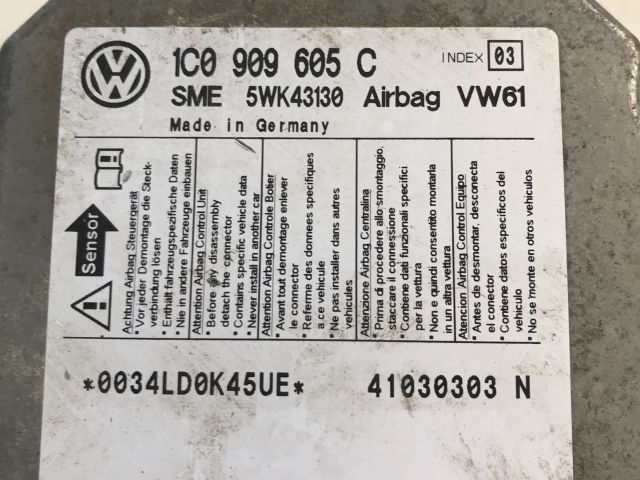 VW 1C0 909 605 C INDEX 03
SME 5WK43130 Airbag VW61
Made in Germany
Sensor
Achtung Airbag Steuergerät
• Vor jeder Demontage die Steck-
verbindung lösen
• Enthält fahrzeugspezifische Daten
• Nie in andere Fahrzeuge einbauen
Attention Airbag Control Unit
• Before any disassembly
detach the connector
• Contains specific vehicle data
• Never install in another car
Attention Airbag Controle Botier
• Avant tout demontage enlever
le connector
• Referme des donnees specifiques
a ce vehicule
• Ne pas installer dans autres
vehicules
Attenzione Airbag Centralina
• Prima di procedere allo smontaggio,
staccare il connessione
• Contiene dati funzionali specifici
per la vettura
• Non e quindi consentito montarla
in un altra vettura
Atencion Airbag Control Equipo
• Antes de desmontar, desconecta
el conector
• Contiene datos especificos del
vehiculo
• No se monte en otros vehiculos
*0034LD0K45UE* 41030303 N